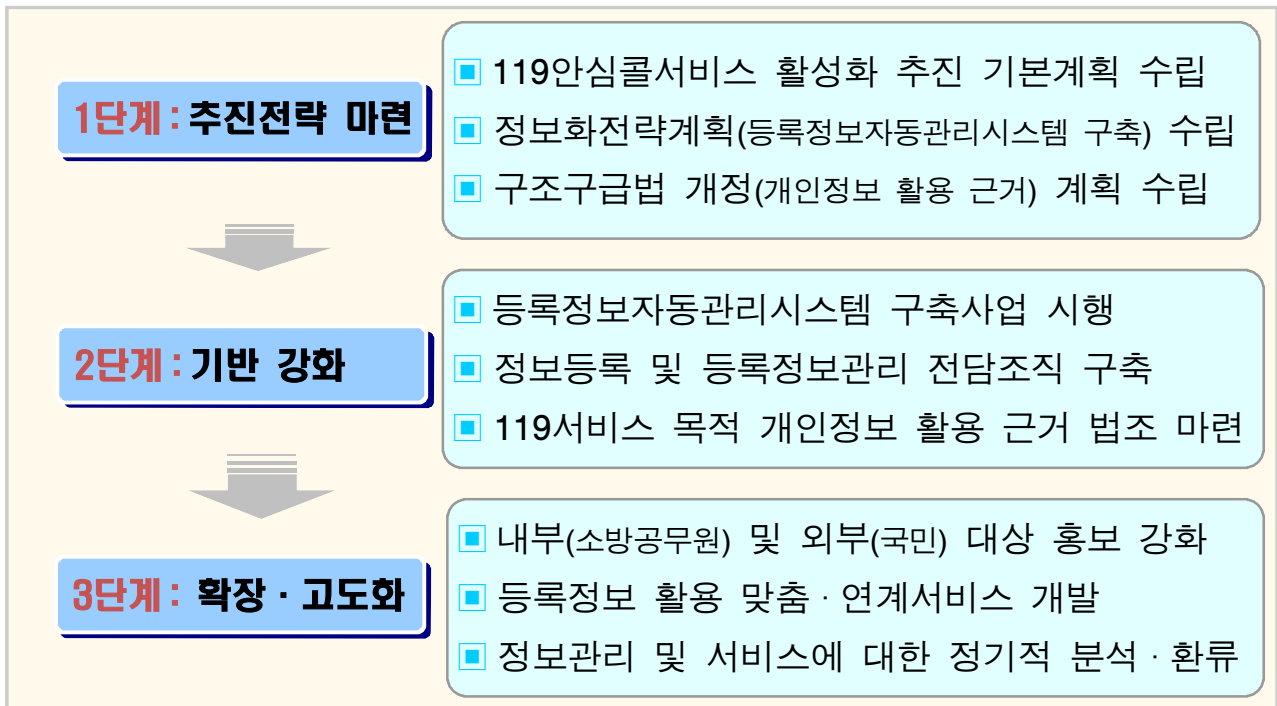 1단계 : 추진전략 마련
▣ 119안심콜서비스 활성화 추진 기본계획 수립
▣ 정보화전략계획(등록정보자동관리시스템 구축) 수립
▣ 구조구급법 개정(개인정보 활용 근거) 계획 수립
2단계 : 기반 강화
▣ 등록정보자동관리시스템 구축사업 시행
▣ 정보등록 및 등록정보관리 전담조직 구축
▣ 119서비스 목적 개인정보 활용 근거 법조 마련
3단계 : 확장 · 고도화
▣ 내부(소방공무원) 및 외부(국민) 대상 홍보 강화
▣ 등록정보 활용 맞춤 · 연계서비스 개발
▣ 정보관리 및 서비스에 대한 정기적 분석 · 환류